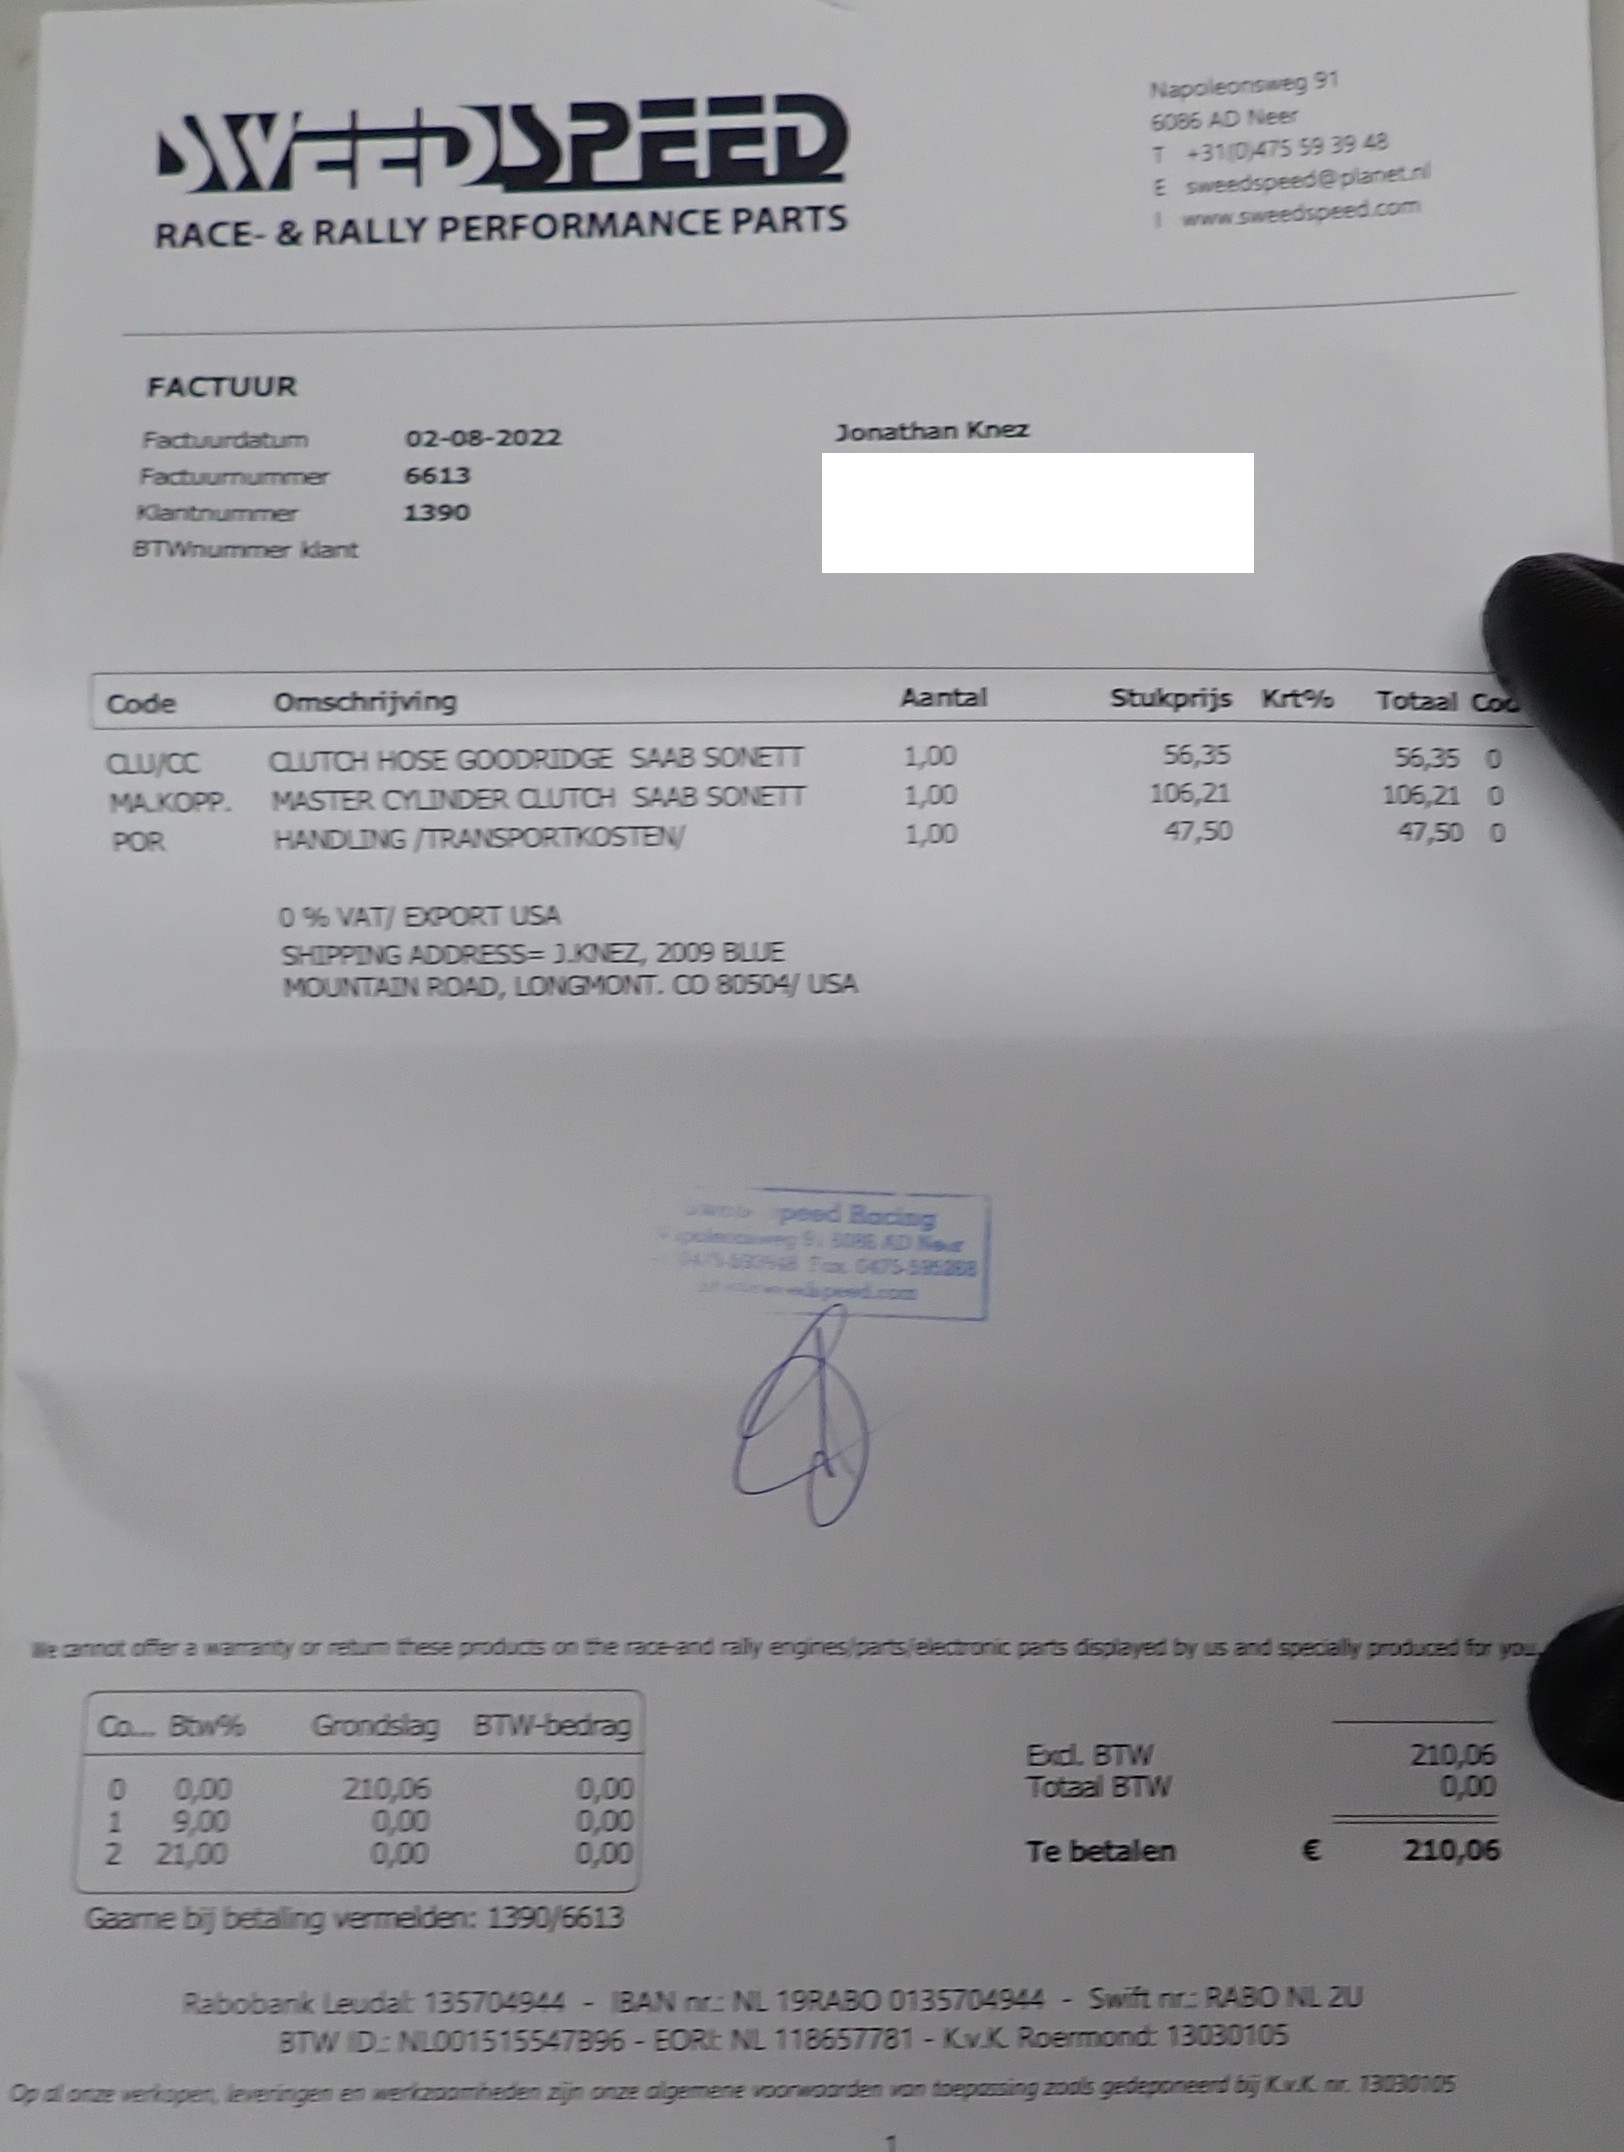 SWEEDSPEED
RACE- & RALLY PERFORMANCE PARTS
Napoleonsweg 91
6086 AD Neer
T +31(0)475 59 39 48
E sweedspeed@planet.nl
I www.sweedspeed.com
FACTUUR
Factuurdatum 02-08-2022
Factuurnummer 6613
Klantnummer 1390
BTWnummer klant
Jonathan Knez
Code Omschrijving Aantal Stukprijs Krt% Totaal
CLU/CC CLUTCH HOSE GOODRIDGE SAAB SONETT 1,00 56,35 56,35 0
MA.KOPP. MASTER CYLINDER CLUTCH SAAB SONETT 1,00 106,21 106,21 0
POR HANDLING /TRANSPORTKOSTEN/ 1,00 47,50 47,50 0
0 % VAT/ EXPORT USA
SHIPPING ADDRESS= J.KNEZ, 2009 BLUE
MOUNTAIN ROAD, LONGMONT. CO 80504/ USA
Racing
AD Neer
Fax.
We cannot offer a warranty or return these products on the race-and rally engines/parts/electronic parts displayed by us and specially produced for you.
Co... Btw% Grondslag BTW-bedrag
0 0,00 210,06 0,00
1 9,00 0,00 0,00
2 21,00 0,00 0,00
Excl. BTW 210,06
Totaal BTW 0,00
Te betalen € 210,06
Gaarne bij betaling vermelden: 1390/6613
Rabobank Leudal: 135704944 - IBAN nr.: NL 19RABO 0135704944 - Swift nr.: RABO NL 2U
BTW ID.: NL001515547B96 - EORI: NL 118657781 - K.v.K. Roermond: 13030105
Op al onze verkopen, leveringen en werkzaamheden zijn onze algemene voorwaarden van toepassing zoals gedeponeerd bij K.v.K. nr. 13030105
1